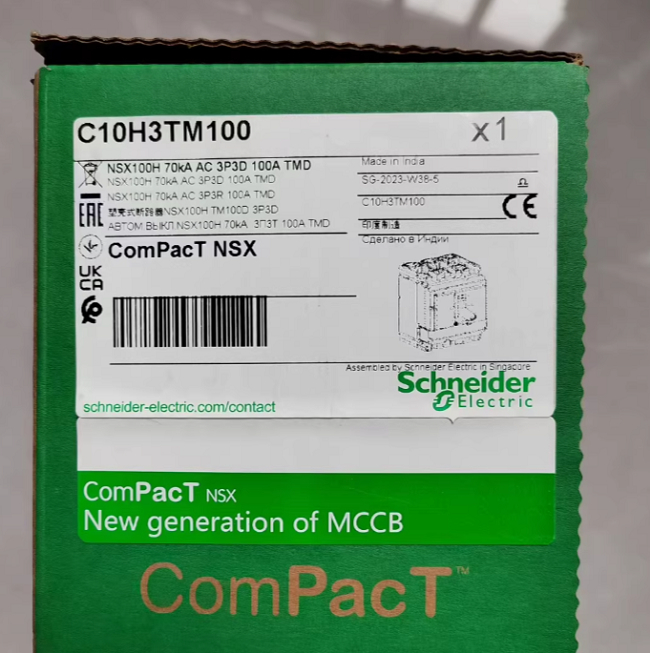 C10H3TM100
x1
NSX100H 70kA AC 3P3D 100A TMD
NSX100H 70kA AC 3P3D 100A TMD
NSX100H 70kA AC 3P3R 100A TMD
塑壳式断路器NSX100H TM100D 3P3D
АВТОМ.ВЫКЛ.NSX100H 70kA 3П3Т 100A TMD
Made in India
SG-2023-W38-5
C10H3TM100
印度制造
Сделано в Индии
CE
EAC
UK
CA
ComPacT NSX
Assembled by Schneider Electric in Singapore
Schneider
Electric
schneider-electric.com/contact
ComPacT NSX
New generation of MCCB
ComPacT™